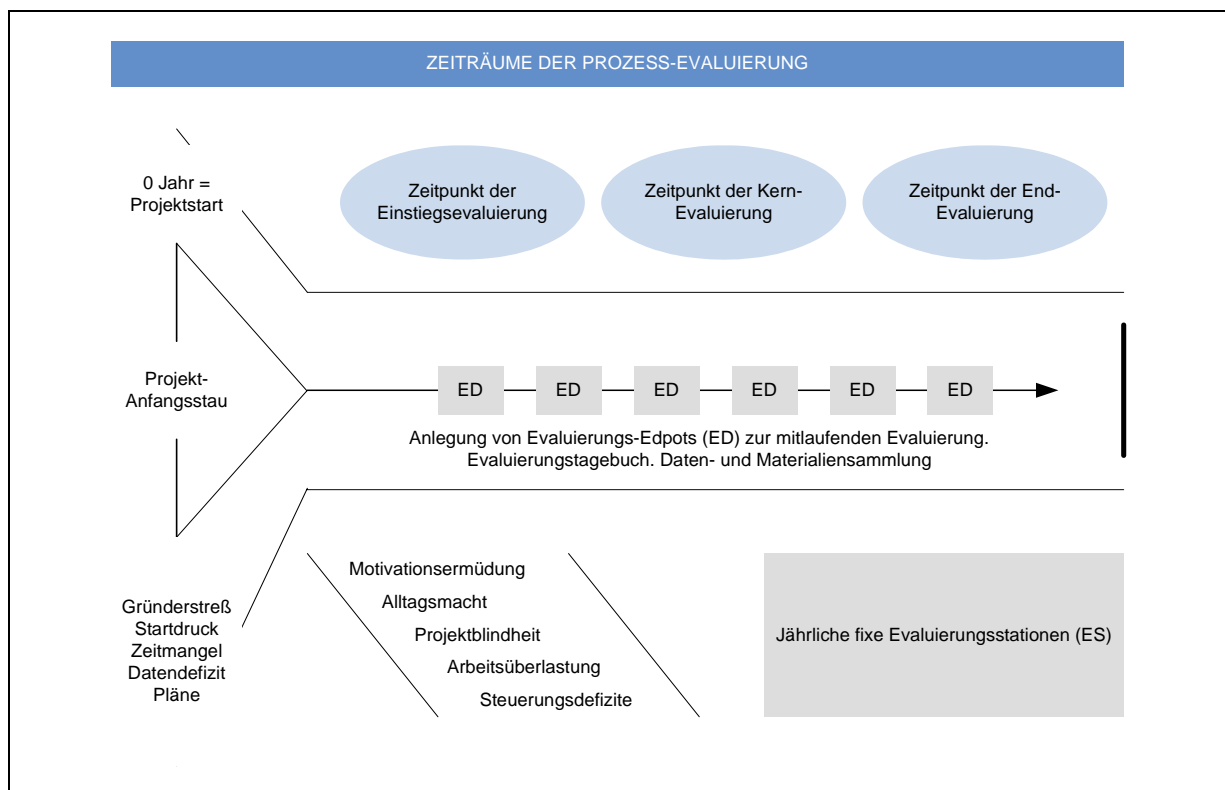 ZEITRÄUME DER PROZESS-EVALUIERUNG
0 Jahr =
Projektstart
Zeitpunkt der
Einstiegsevaluierung
Zeitpunkt der Kern-
Evaluierung
Zeitpunkt der End-
Evaluierung
Projekt-
Anfangsstau
ED ED ED ED ED ED
Anlegung von Evaluierungs-Edpots (ED) zur mitlaufenden Evaluierung.
Evaluierungstagebuch. Daten- und Materialiensammlung
Gründerstreß
Startdruck
Zeitmangel
Datendefizit
Pläne
Motivationsermüdung
Alltagsmacht
Projektblindheit
Arbeitsüberlastung
Steuerungsdefizite
Jährliche fixe Evaluierungsstationen (ES)